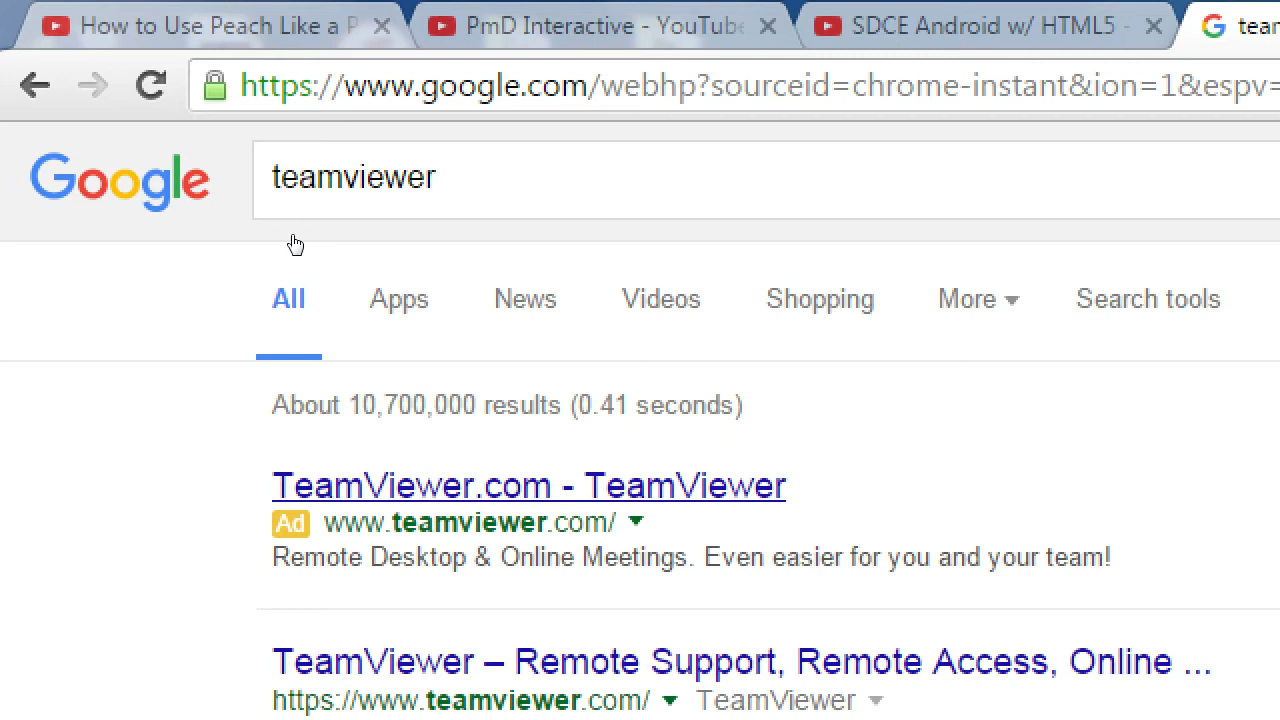 How to Use Peach Like a P
PmD Interactive - YouTube
SDCE Android w/ HTML5 -
tear
https://www.google.com/webhp?sourceid=chrome-instant&ion=1&espv=
Google
teamviewer
All Apps News Videos Shopping More Search tools
About 10,700,000 results (0.41 seconds)
TeamViewer.com - TeamViewer
Ad www.teamviewer.com/
Remote Desktop & Online Meetings. Even easier for you and your team!
TeamViewer – Remote Support, Remote Access, Online ...
https://www.teamviewer.com/ TeamViewer